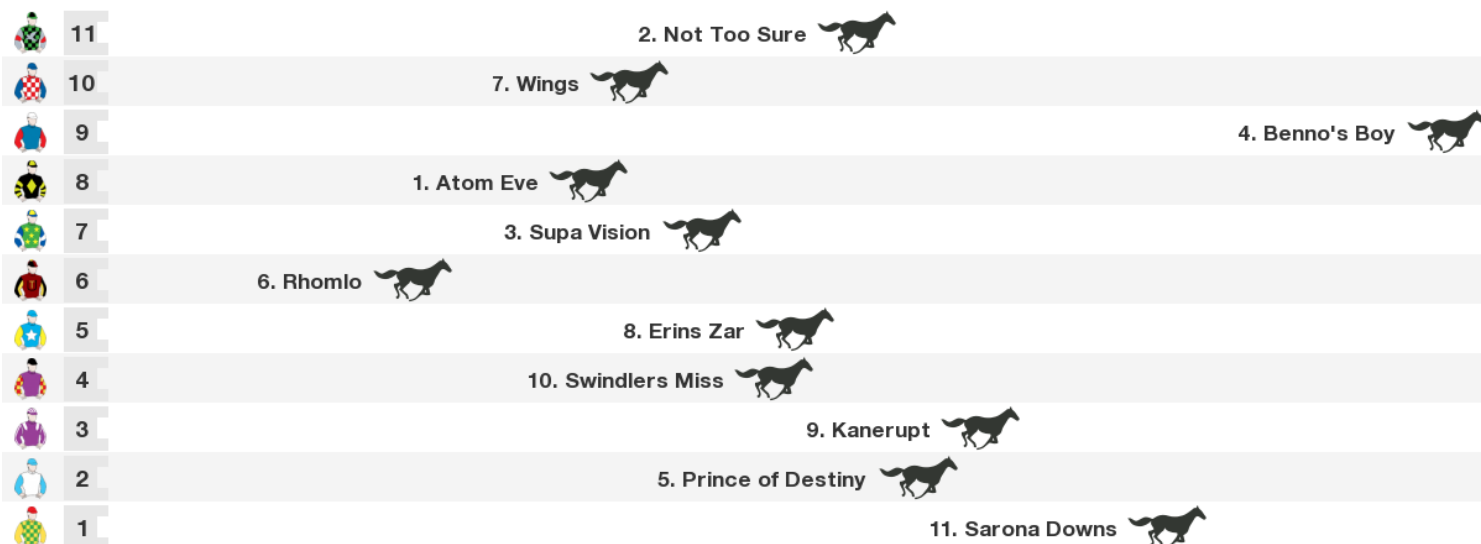 11 2. Not Too Sure
10 7. Wings
9 4. Benno's Boy
8 1. Atom Eve
7 3. Supa Vision
6 6. Rhomlo
5 8. Erins Zar
4 10. Swindlers Miss
3 9. Kanerupt
2 5. Prince of Destiny
1 11. Sarona Downs